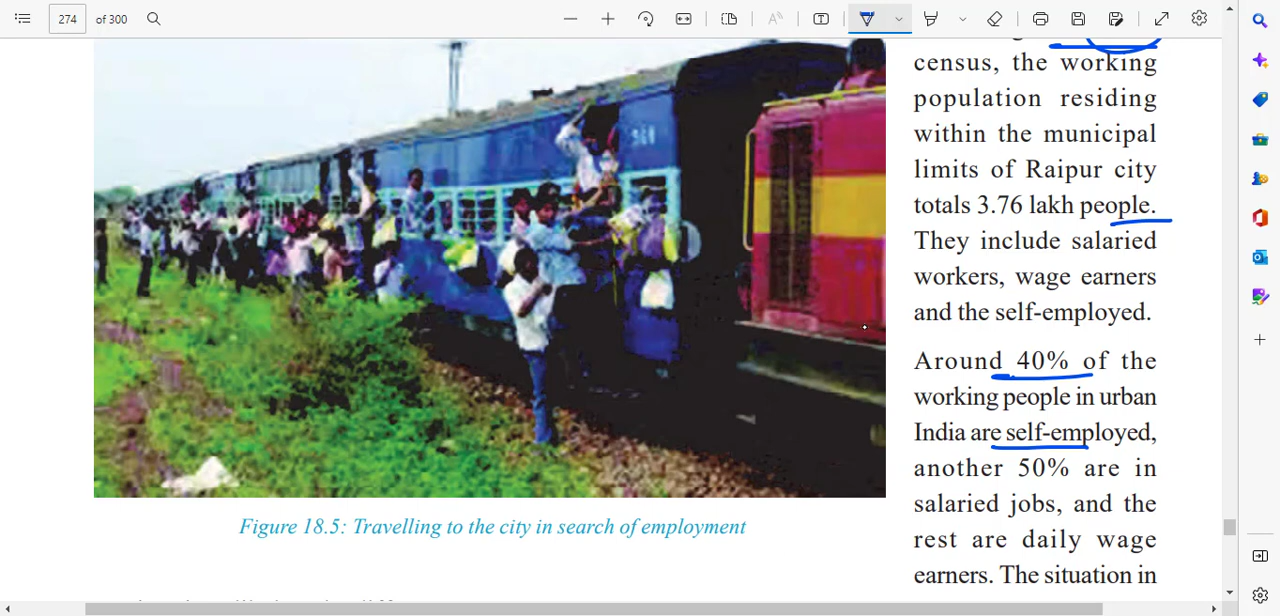 274 of 300
census, the working
population residing
within the municipal
limits of Raipur city
totals 3.76 lakh people.
They include salaried
workers, wage earners
and the self-employed.
Around 40% of the
working people in urban
India are self-employed,
another 50% are in
salaried jobs, and the
rest are daily wage
earners. The situation in
Figure 18.5: Travelling to the city in search of employment